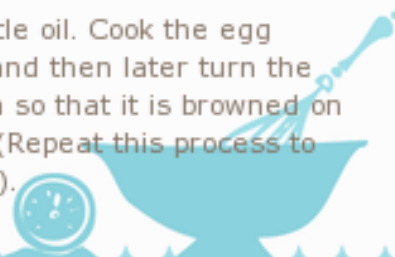 tle oil. Cook the egg
and then later turn the
so that it is browned on
(Repeat this process to
).